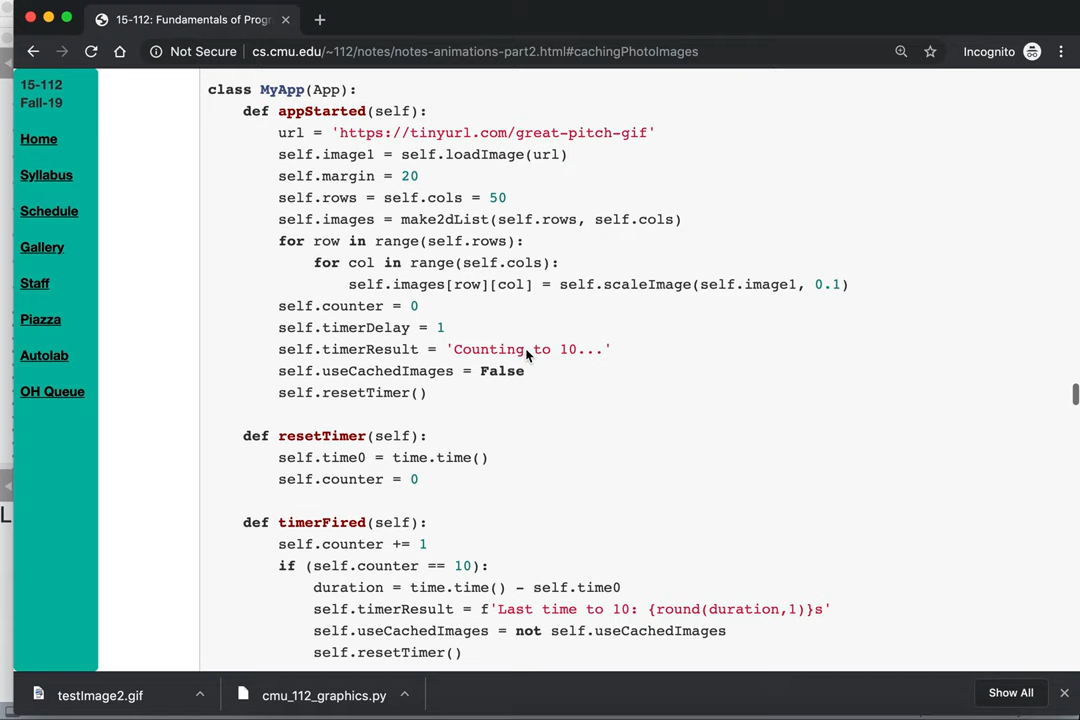 15-112: Fundamentals of Prog
Not Secure
cs.cmu.edu/~112/notes/notes-animations-part2.html#cachingPhotoImages
Incognito
15-112
Fall-19
Home
Syllabus
Schedule
Gallery
Staff
Piazza
Autolab
OH Queue
class MyApp(App):
    def appStarted(self):
        url = 'https://tinyurl.com/great-pitch-gif'
        self.image1 = self.loadImage(url)
        self.margin = 20
        self.rows = self.cols = 50
        self.images = make2dList(self.rows, self.cols)
        for row in range(self.rows):
            for col in range(self.cols):
                self.images[row][col] = self.scaleImage(self.image1, 0.1)
        self.counter = 0
        self.timerDelay = 1
        self.timerResult = 'Counting to 10...'
        self.useCachedImages = False
        self.resetTimer()
    def resetTimer(self):
        self.time0 = time.time()
        self.counter = 0
    def timerFired(self):
        self.counter += 1
        if (self.counter == 10):
            duration = time.time() - self.time0
            self.timerResult = f'Last time to 10: {round(duration,1)}s'
            self.useCachedImages = not self.useCachedImages
            self.resetTimer()
L
testImage2.gif
cmu_112_graphics.py
Show All